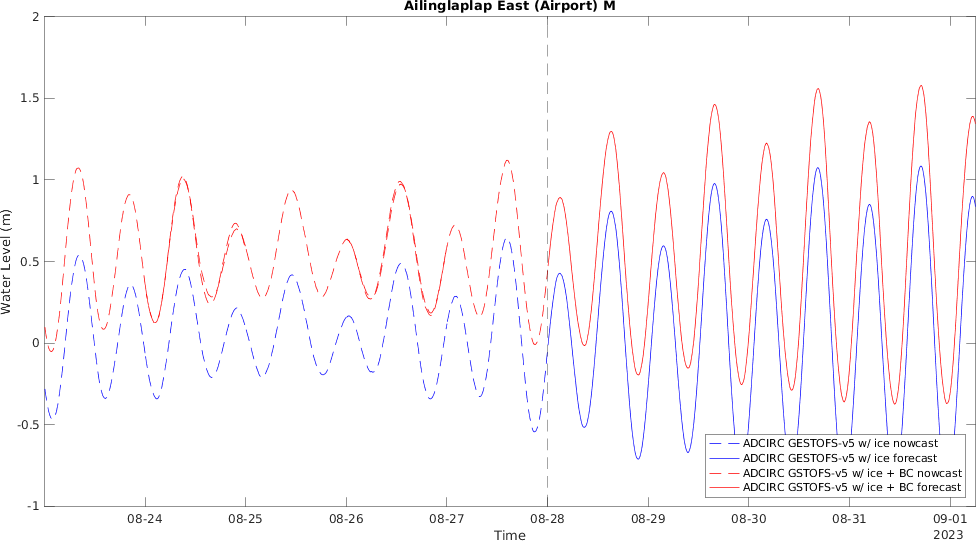 Ailinglaplap East (Airport) M
Water Level (m)
2
1.5
1
0.5
0
-0.5
-1
ADCIRC GESTOFS-v5 w/ ice nowcast
ADCIRC GESTOFS-v5 w/ ice forecast
ADCIRC GSTOFS-v5 w/ ice + BC nowcast
ADCIRC GSTOFS-v5 w/ ice + BC forecast
08-24 08-25 08-26 08-27 08-28 08-29 08-30 08-31 09-01
2023
Time